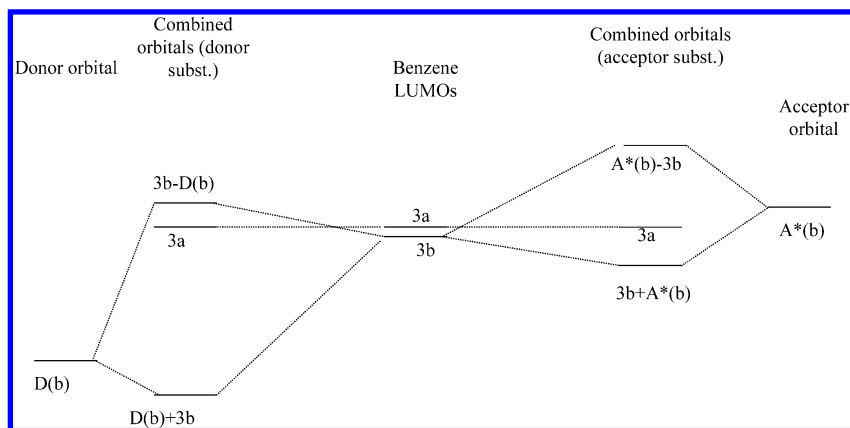 Combined
orbitals (donor
subst.)
Donor orbital
Benzene
LUMOs
Combined orbitals
(acceptor subst.)
Acceptor
orbital
3b-D(b)
3a
D(b)
D(b)+3b
3a
3b
A*(b)-3b
3a
3b+A*(b)
A*(b)